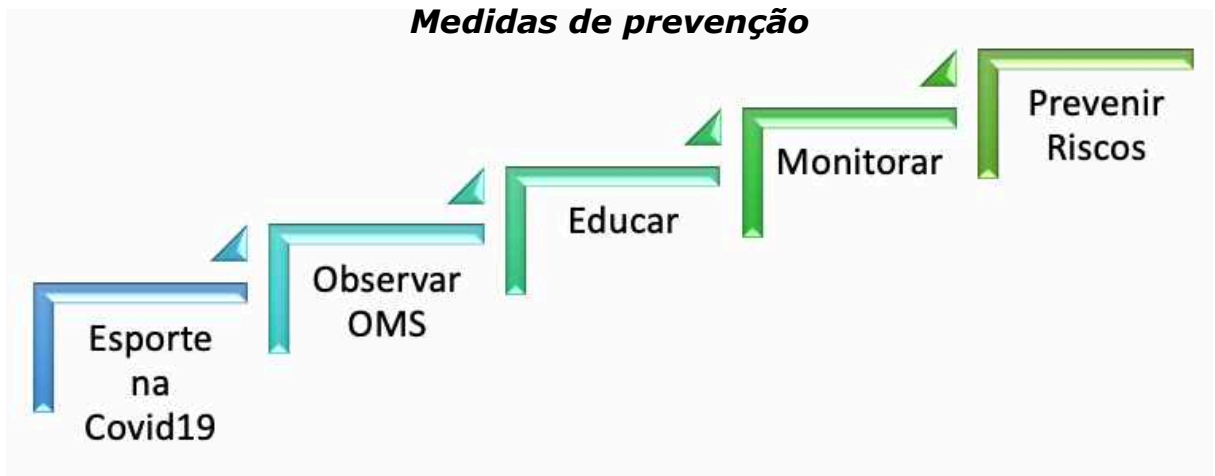 Medidas de prevenção
Esporte
na
Covid19
Observar
OMS
Educar
Monitorar
Prevenir
Riscos